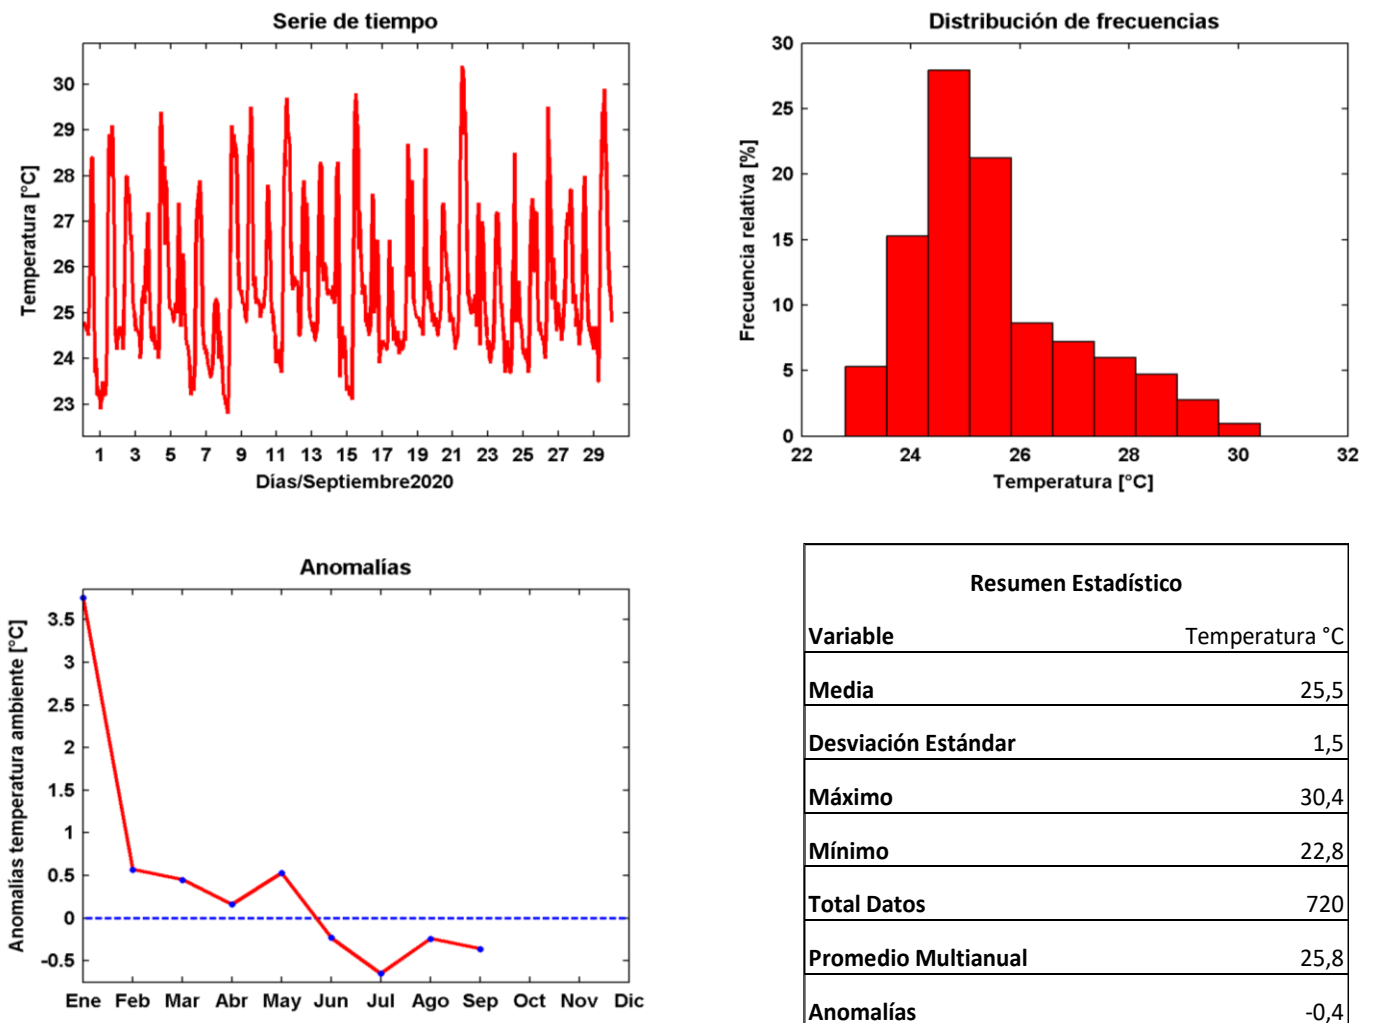 Serie de tiempo
Temperatura [°C]
30
29
28
27
26
25
24
23
1 3 5 7 9 11 13 15 17 19 21 23 25 27 29
Días/Septiembre2020
Distribución de frecuencias
Frecuencia relativa [%]
30
25
20
15
10
5
0
22 24 26 28 30 32
Temperatura [°C]
Anomalías
Anomalías temperatura ambiente [°C]
3.5
3
2.5
2
1.5
1
0.5
0
-0.5
Ene Feb Mar Abr May Jun Jul Ago Sep Oct Nov Dic
Resumen Estadístico
Variable Temperatura °C
Media 25,5
Desviación Estándar 1,5
Máximo 30,4
Mínimo 22,8
Total Datos 720
Promedio Multianual 25,8
Anomalías -0,4